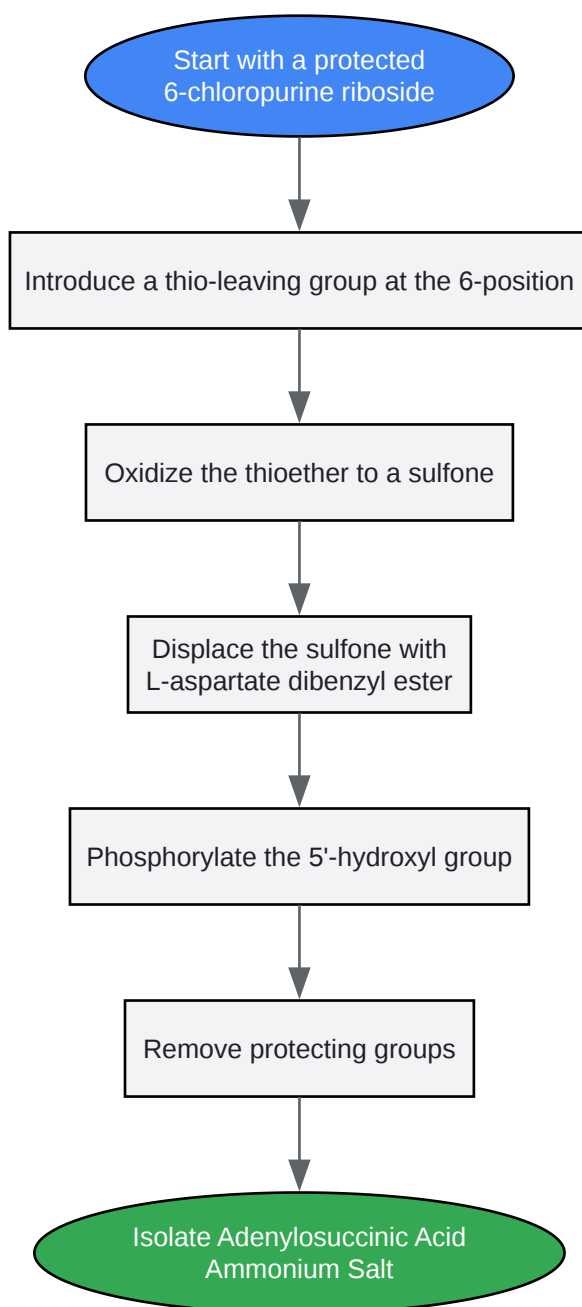 Start with a protected
6-chloropurine riboside
Introduce a thio-leaving group at the 6-position
Oxidize the thioether to a sulfone
Displace the sulfone with
L-aspartate dibenzyl ester
Phosphorylate the 5'-hydroxyl group
Remove protecting groups
Isolate Adenylosuccinic Acid
Ammonium Salt